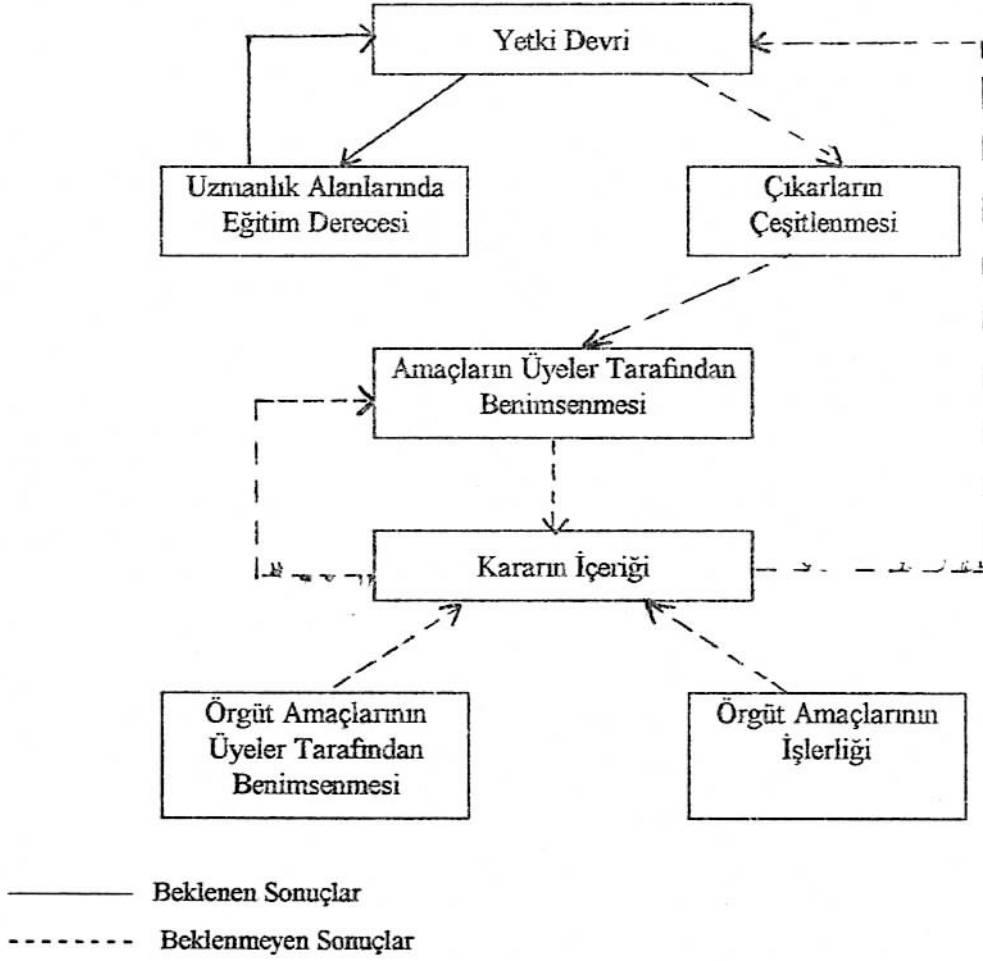 Yetki Devri
Uzmanlık Alanlarında
Eğitim Derecesi
Çıkarların
Çeşitlenmesi
Amaçların Üyeler Tarafından
Benimsenmesi
Kararın İçeriği
Örgüt Amaçlarının
Üyeler Tarafından
Benimsenmesi
Örgüt Amaçlarının
İşlerliği
Beklenen Sonuçlar
Beklenmeyen Sonuçlar